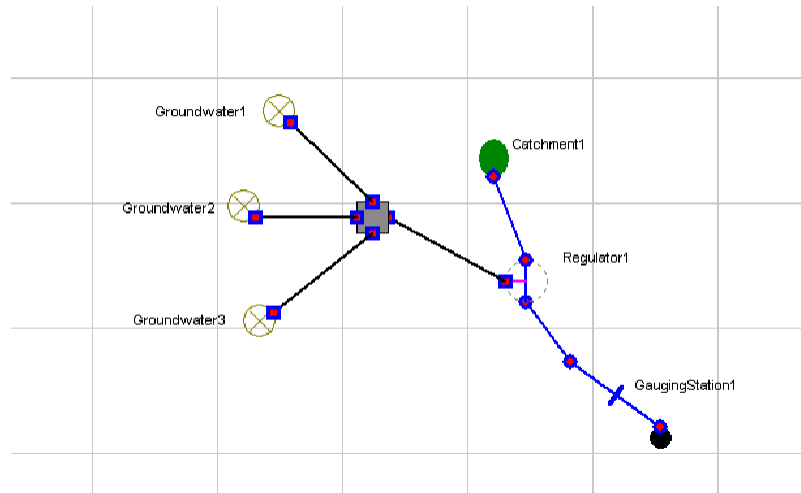 Groundwater1
Catchment1
Groundwater2
Regulator1
Groundwater3
GaugingStation1